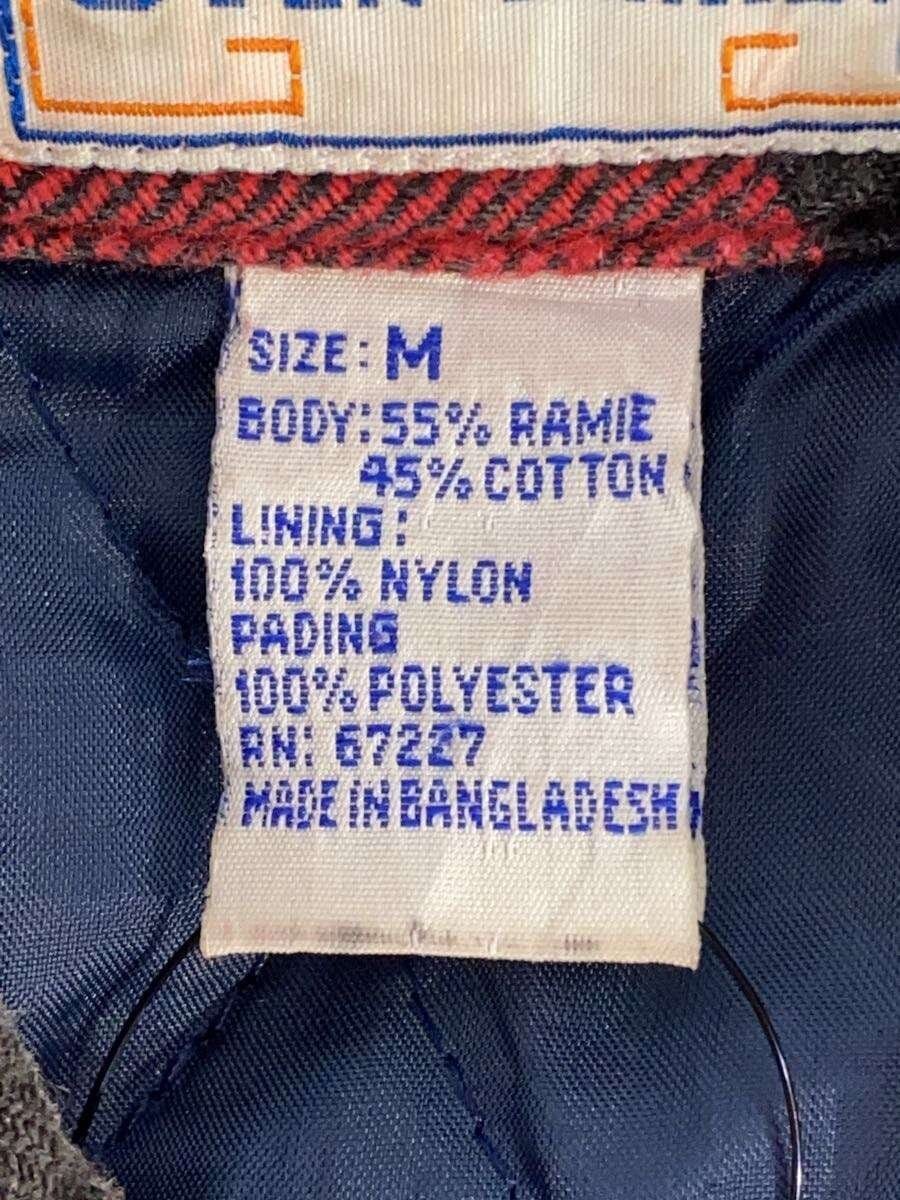 SIZE: M
BODY: 55% RAMIE
45% COTTON
LINING:
100% NYLON
PADING
100% POLYESTER
RN: 67227
MADE IN BANGLADESH